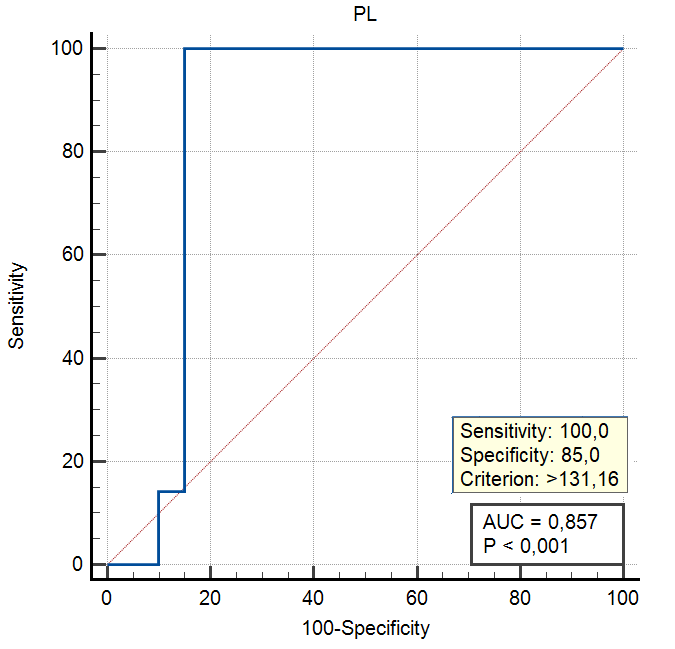 PL
100
80
60
40
20
0
Sensitivity
Sensitivity: 100,0
Specificity: 85,0
Criterion: >131,16
AUC = 0,857
P < 0,001
0 20 40 60 80 100
100-Specificity